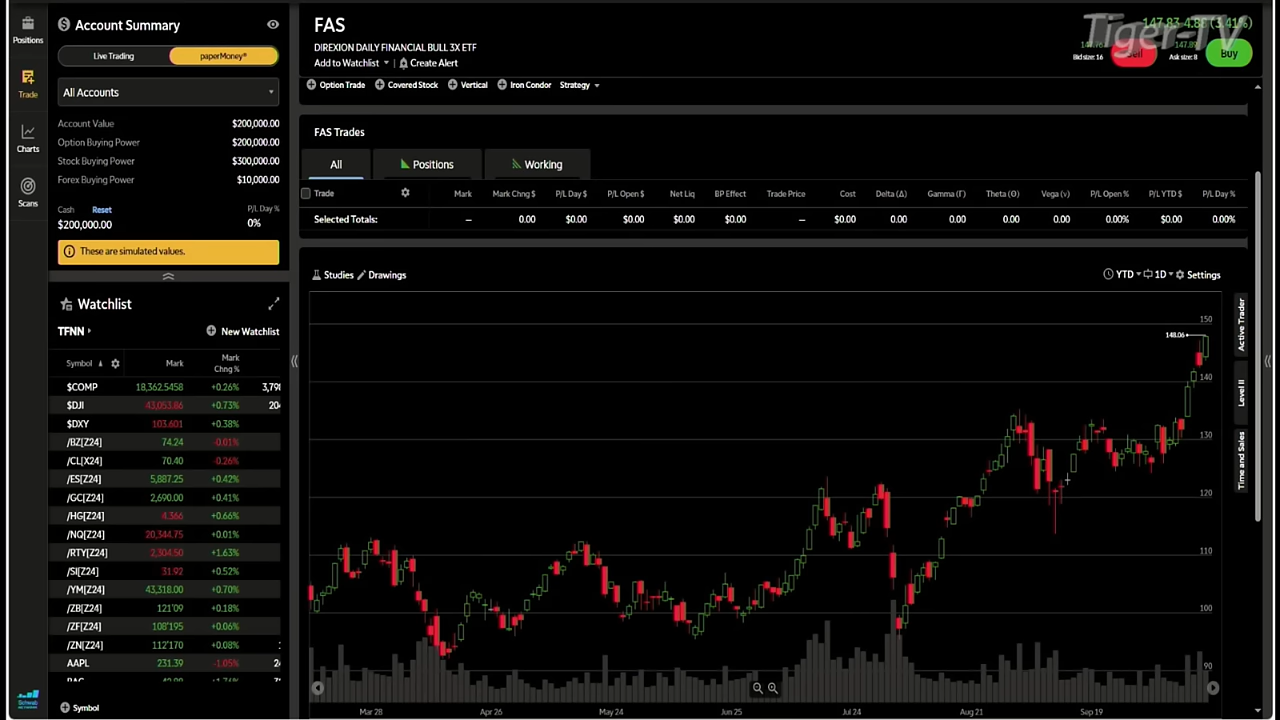 Positions
Trade
Charts
Scans
Schwab
Account Summary
Live Trading
paperMoney®
All Accounts
Account Value $200,000.00
Option Buying Power $200,000.00
Stock Buying Power $300,000.00
Forex Buying Power $10,000.00
Cash Reset P/L Day %
$200,000.00 0%
These are simulated values.
Watchlist
TFNN New Watchlist
Symbol Mark Mark Chng %
$COMP 18,362.5458 +0.26%
$DJI 43,053.86 +0.73%
$DXY 103.601 +0.38%
/BZ[Z24] 74.24 -0.01%
/CL[X24] 70.40 -0.26%
/ES[Z24] 5,887.25 +0.42%
/GC[Z24] 2,690.00 +0.41%
/HG[Z24] 4.366 +0.66%
/NQ[Z24] 20,344.75 +0.01%
/RTY[Z24] 2,304.50 +1.63%
/SI[Z24] 31.92 +0.52%
/YM[Z24] 43,318.00 +0.70%
/ZB[Z24] 121'09 +0.18%
/ZF[Z24] 108'195 +0.06%
/ZN[Z24] 112'170 +0.08%
AAPL 231.39 -1.05%
Symbol
FAS
DIREXION DAILY FINANCIAL BULL 3X ETF
Add to Watchlist Create Alert
Tiger-TV
147.83 4.88 (3.41%)
Bid size: 16
Sell
Ask size: 8
Buy
Option Trade Covered Stock Vertical Iron Condor Strategy
FAS Trades
All Positions Working
Trade Mark Mark Chng $ P/L Day $ P/L Open $ Net Liq BP Effect Trade Price Cost Delta (Δ) Gamma (Γ) Theta (Θ) Vega (ν) P/L Open % P/L YTD $ P/L Day %
Selected Totals: – 0.00 $0.00 $0.00 $0.00 $0.00 – $0.00 0.00 0.00 0.00 0.00 0.00% $0.00 0.00%
Studies Drawings YTD 1D Settings
150
148.06
140
130
120
110
100
90
Mar 28 Apr 26 May 24 Jun 25 Jul 24 Aug 21 Sep 19
Active Trader
Level II
Time and Sales